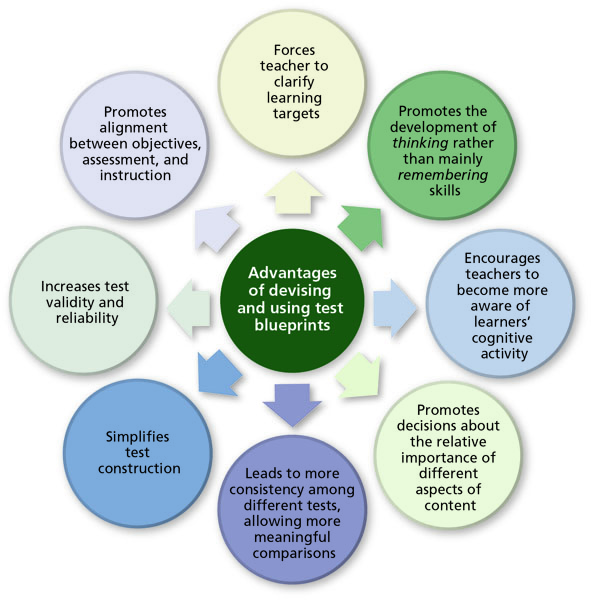 Forces
teacher to
clarify
learning
targets
Promotes the
development of
thinking rather
than mainly
remembering
skills
Encourages
teachers to
become more
aware of
learners’
cognitive
activity
Promotes
decisions about
the relative
importance of
different
aspects of
content
Leads to more
consistency among
different tests,
allowing more
meaningful
comparisons
Simplifies
test
construction
Increases test
validity and
reliability
Promotes
alignment
between objectives,
assessment, and
instruction
Advantages
of devising
and using test
blueprints